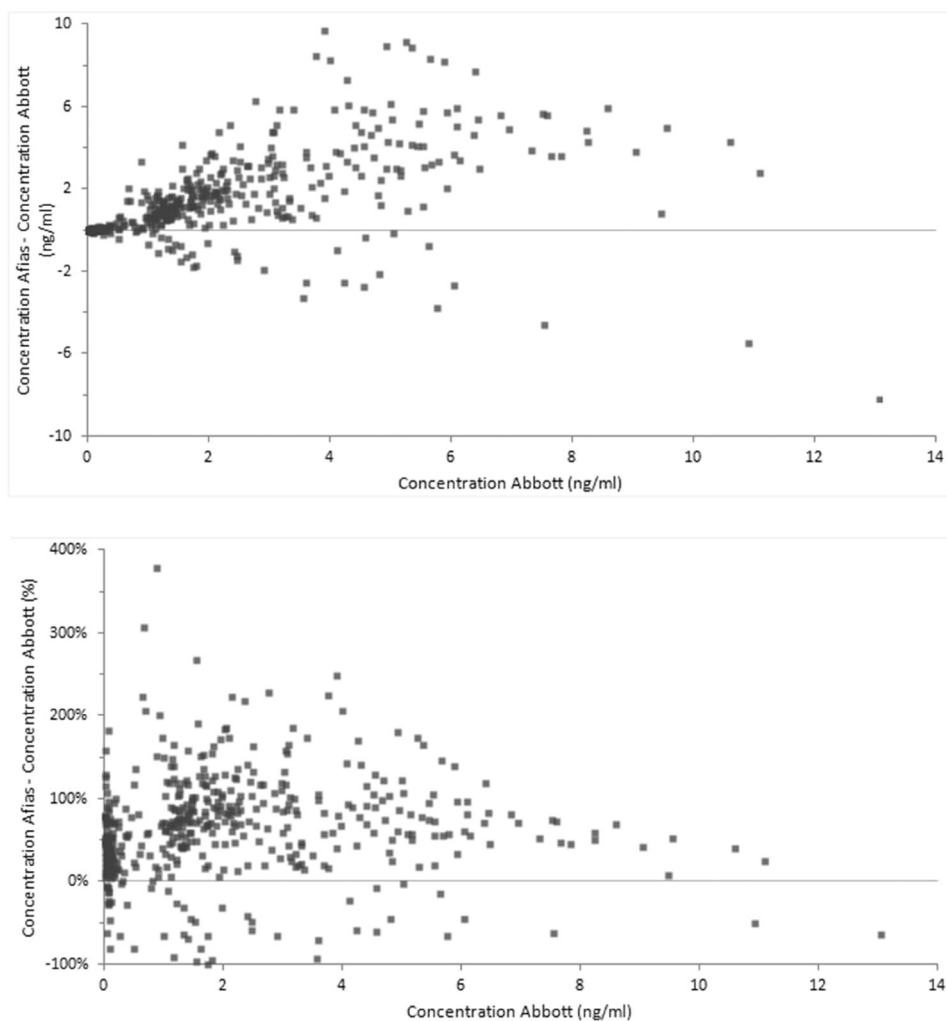 10
6
2
-2
-6
-10
Concentration Afias - Concentration Abbott
(ng/ml)
0 2 4 6 8 10 12 14
Concentration Abbott (ng/ml)
400%
300%
200%
100%
0%
-100%
Concentration Afias - Concentration Abbott (%)
0 2 4 6 8 10 12 14
Concentration Abbott (ng/ml)